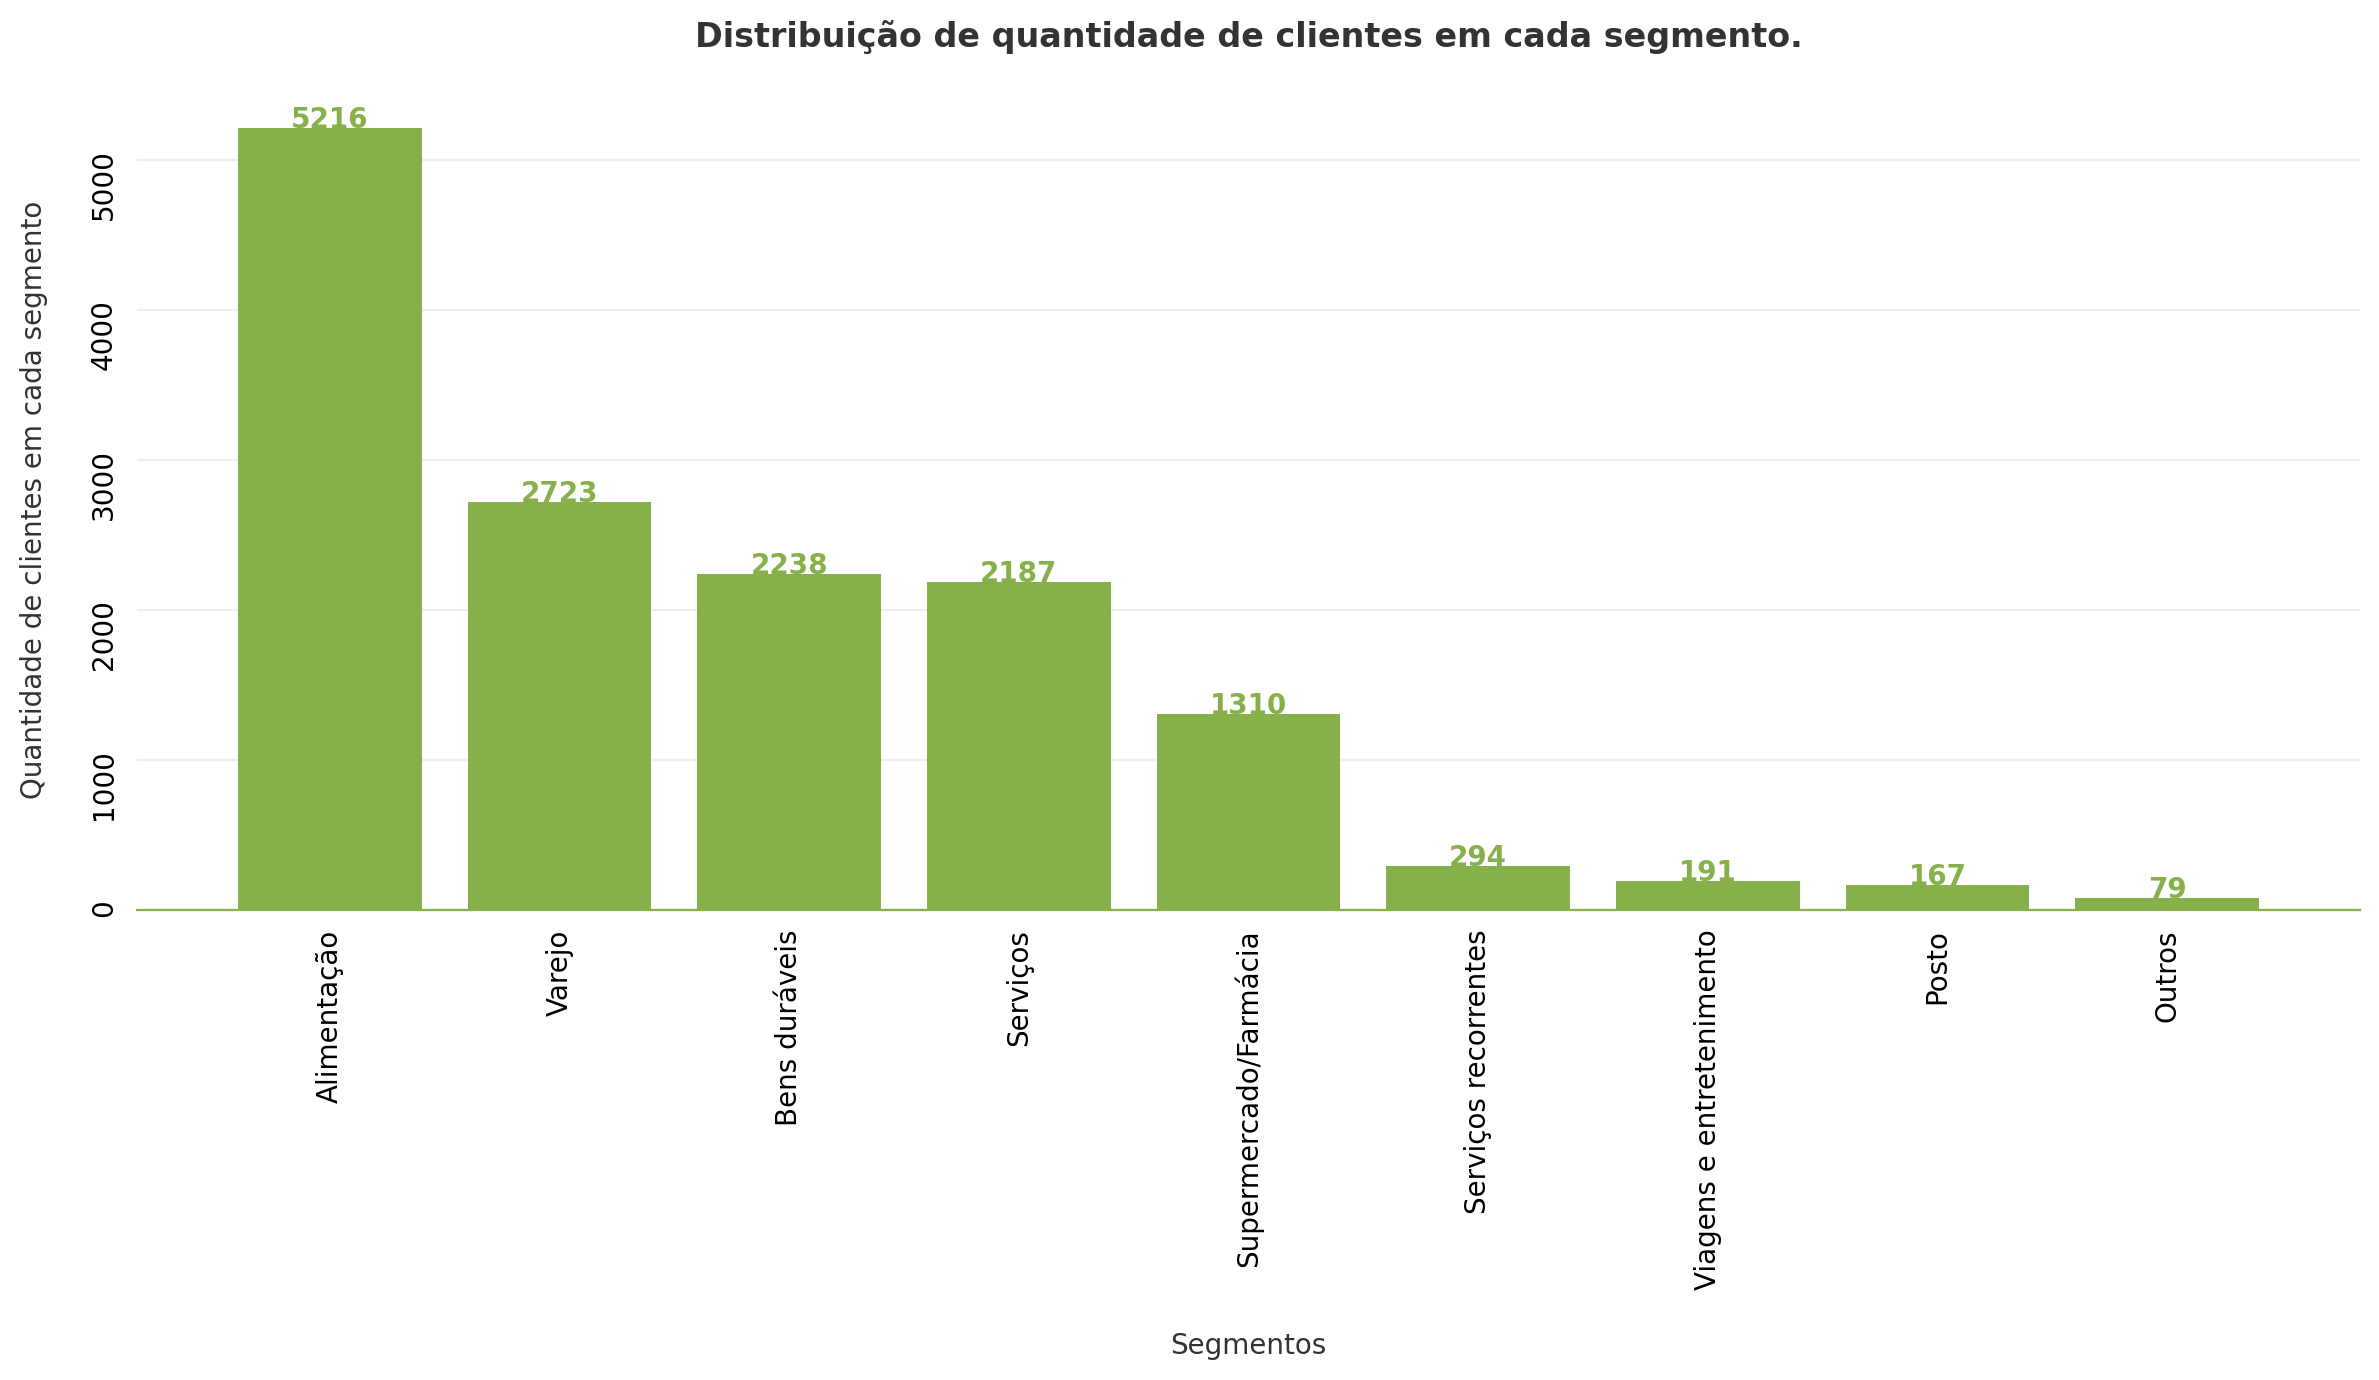 Distribuição de quantidade de clientes em cada segmento.
Quantidade de clientes em cada segmento
5000
4000
3000
2000
1000
0
5216
2723
2238
2187
1310
294
191
167
79
Alimentação
Varejo
Bens duráveis
Serviços
Supermercado/Farmácia
Serviços recorrentes
Viagens e entretenimento
Posto
Outros
Segmentos